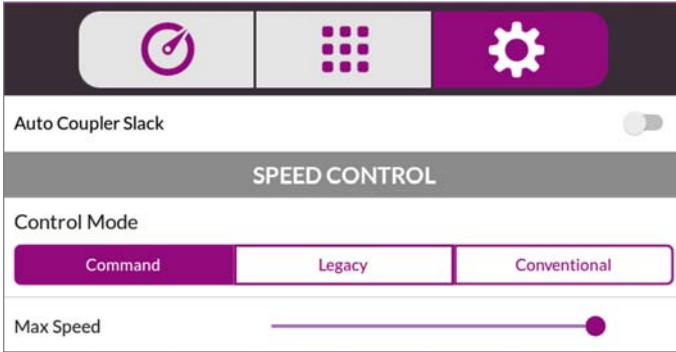 Auto Coupler Slack
SPEED CONTROL
Control Mode
Command Legacy Conventional
Max Speed